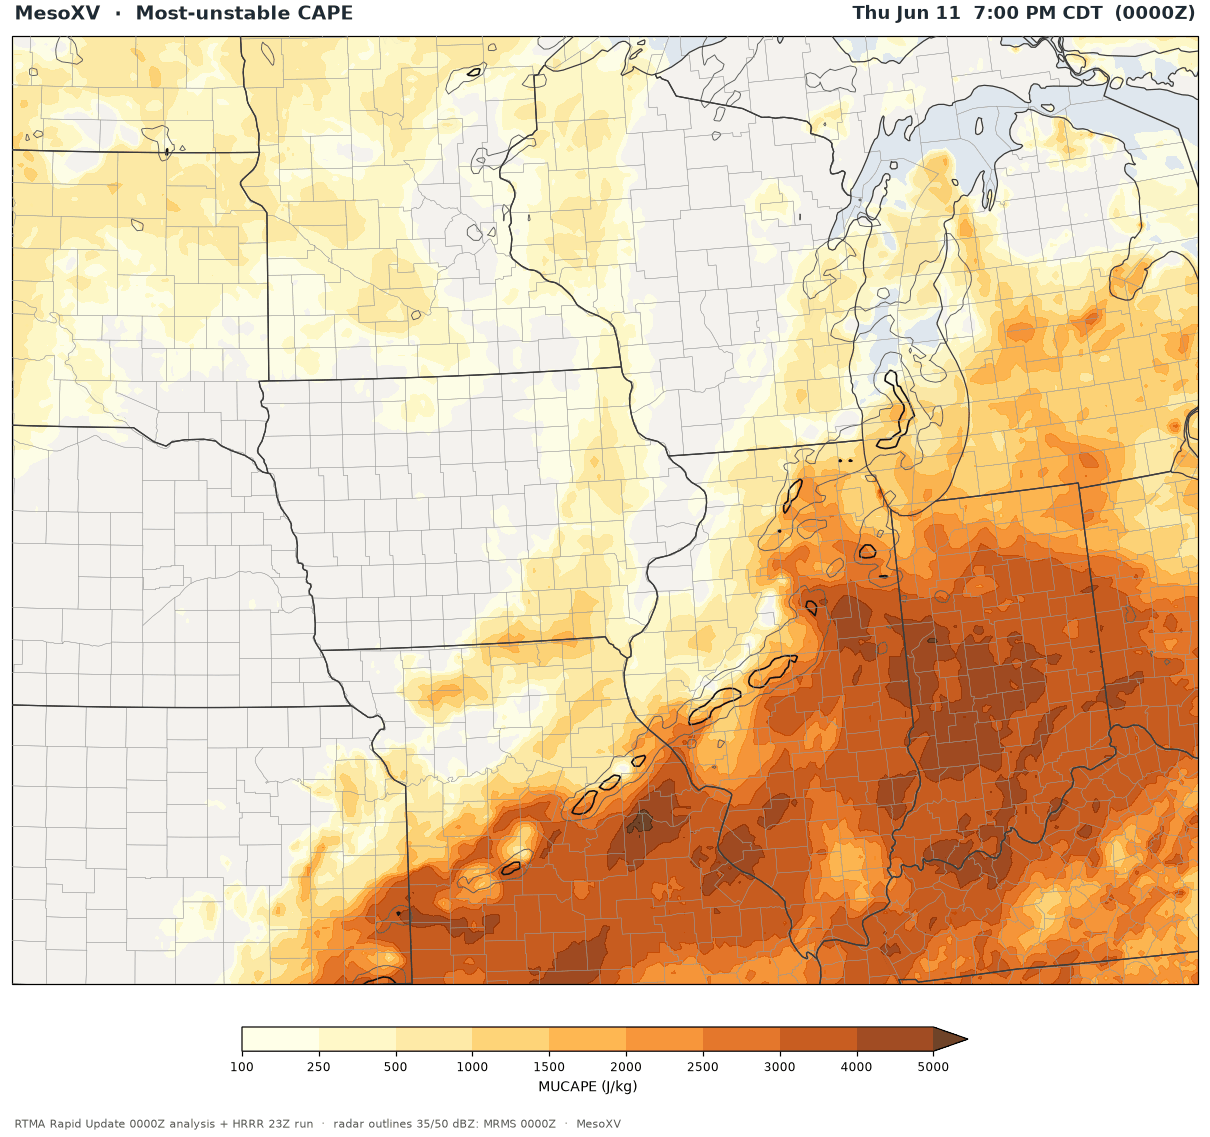 MesoXV · Most-unstable CAPE
Thu Jun 11 7:00 PM CDT (0000Z)
100 250 500 1000 1500 2000 2500 3000 4000 5000
MUCAPE (J/kg)
RTMA Rapid Update 0000Z analysis + HRRR 23Z run · radar outlines 35/50 dBZ: MRMS 0000Z · MesoXV